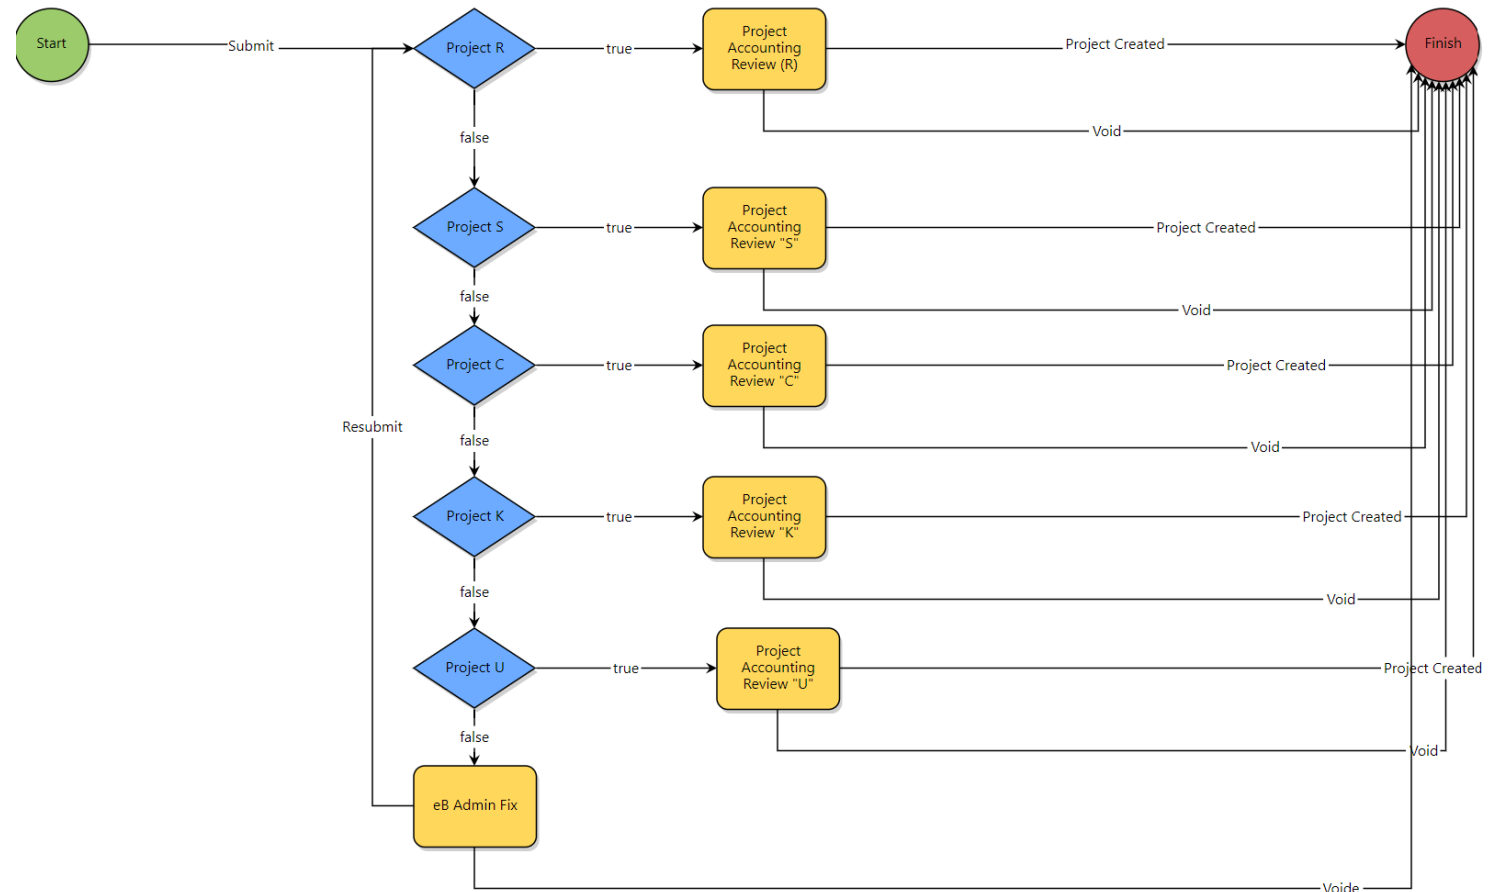 Start
Submit
Project R
true
Project
Accounting
Review (R)
Project Created
Finish
Void
false
Project S
true
Project
Accounting
Review "S"
Project Created
Void
false
Project C
true
Project
Accounting
Review "C"
Project Created
Void
Resubmit
false
Project K
true
Project
Accounting
Review "K"
Project Created
Void
false
Project U
true
Project
Accounting
Review "U"
Project Created
Void
false
eB Admin Fix
Voide